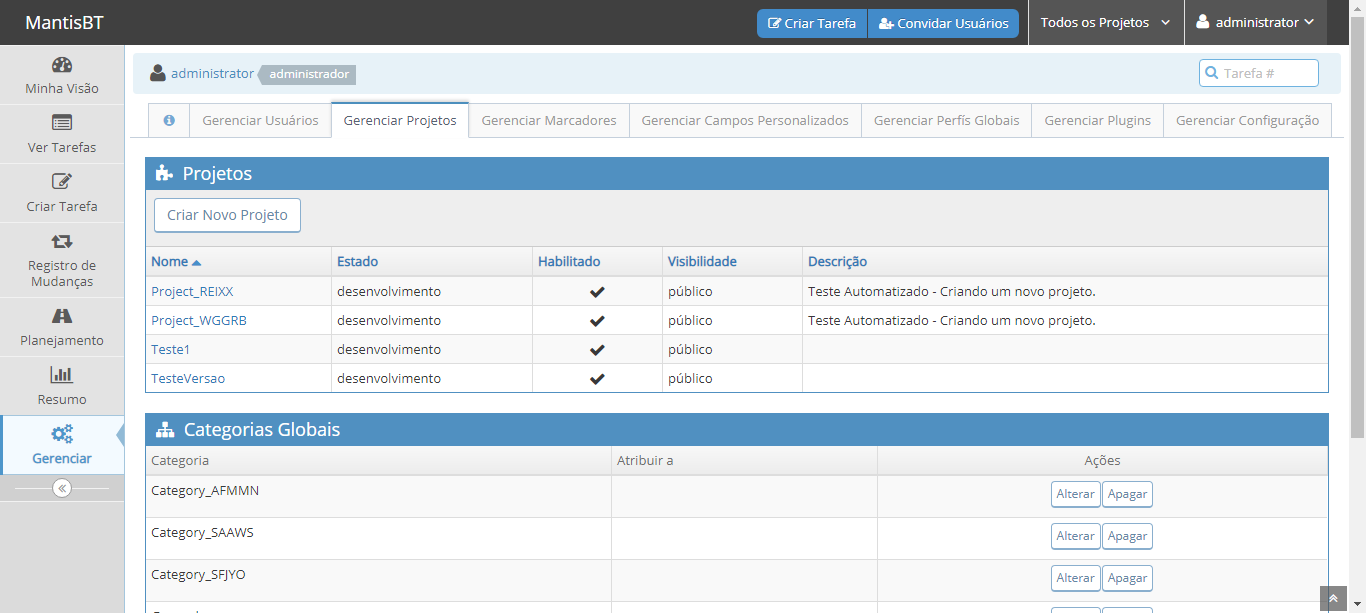 MantisBT
Criar Tarefa
Convidar Usuários
Todos os Projetos
administrator
Minha Visão
Ver Tarefas
Criar Tarefa
Registro de
Mudanças
Planejamento
Resumo
Gerenciar
administrator
administrador
Tarefa #
Gerenciar Usuários
Gerenciar Projetos
Gerenciar Marcadores
Gerenciar Campos Personalizados
Gerenciar Perfís Globais
Gerenciar Plugins
Gerenciar Configuração
Projetos
Criar Novo Projeto
Nome Estado Habilitado Visibilidade Descrição
Project_REIXX desenvolvimento público Teste Automatizado - Criando um novo projeto.
Project_WGGRB desenvolvimento público Teste Automatizado - Criando um novo projeto.
Teste1 desenvolvimento público
TesteVersao desenvolvimento público
Categorias Globais
Categoria Atribuir a Ações
Category_AFMMN Alterar Apagar
Category_SAAWS Alterar Apagar
Category_SFJYO Alterar Apagar